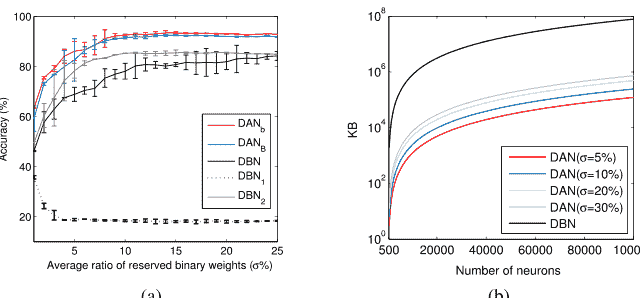 100
80
60
40
20
Accuracy (%)
5
10
15
20
25
Average ratio of reserved binary weights (σ%)
DAN_b
DAN_B
DBN
DBN_1
DBN_2
(a)
10^8
10^6
10^4
10^2
10^0
KB
500
20000
40000
60000
80000
1000
Number of neurons
DAN(σ=5%)
DAN(σ=10%)
DAN(σ=20%)
DAN(σ=30%)
DBN
(b)